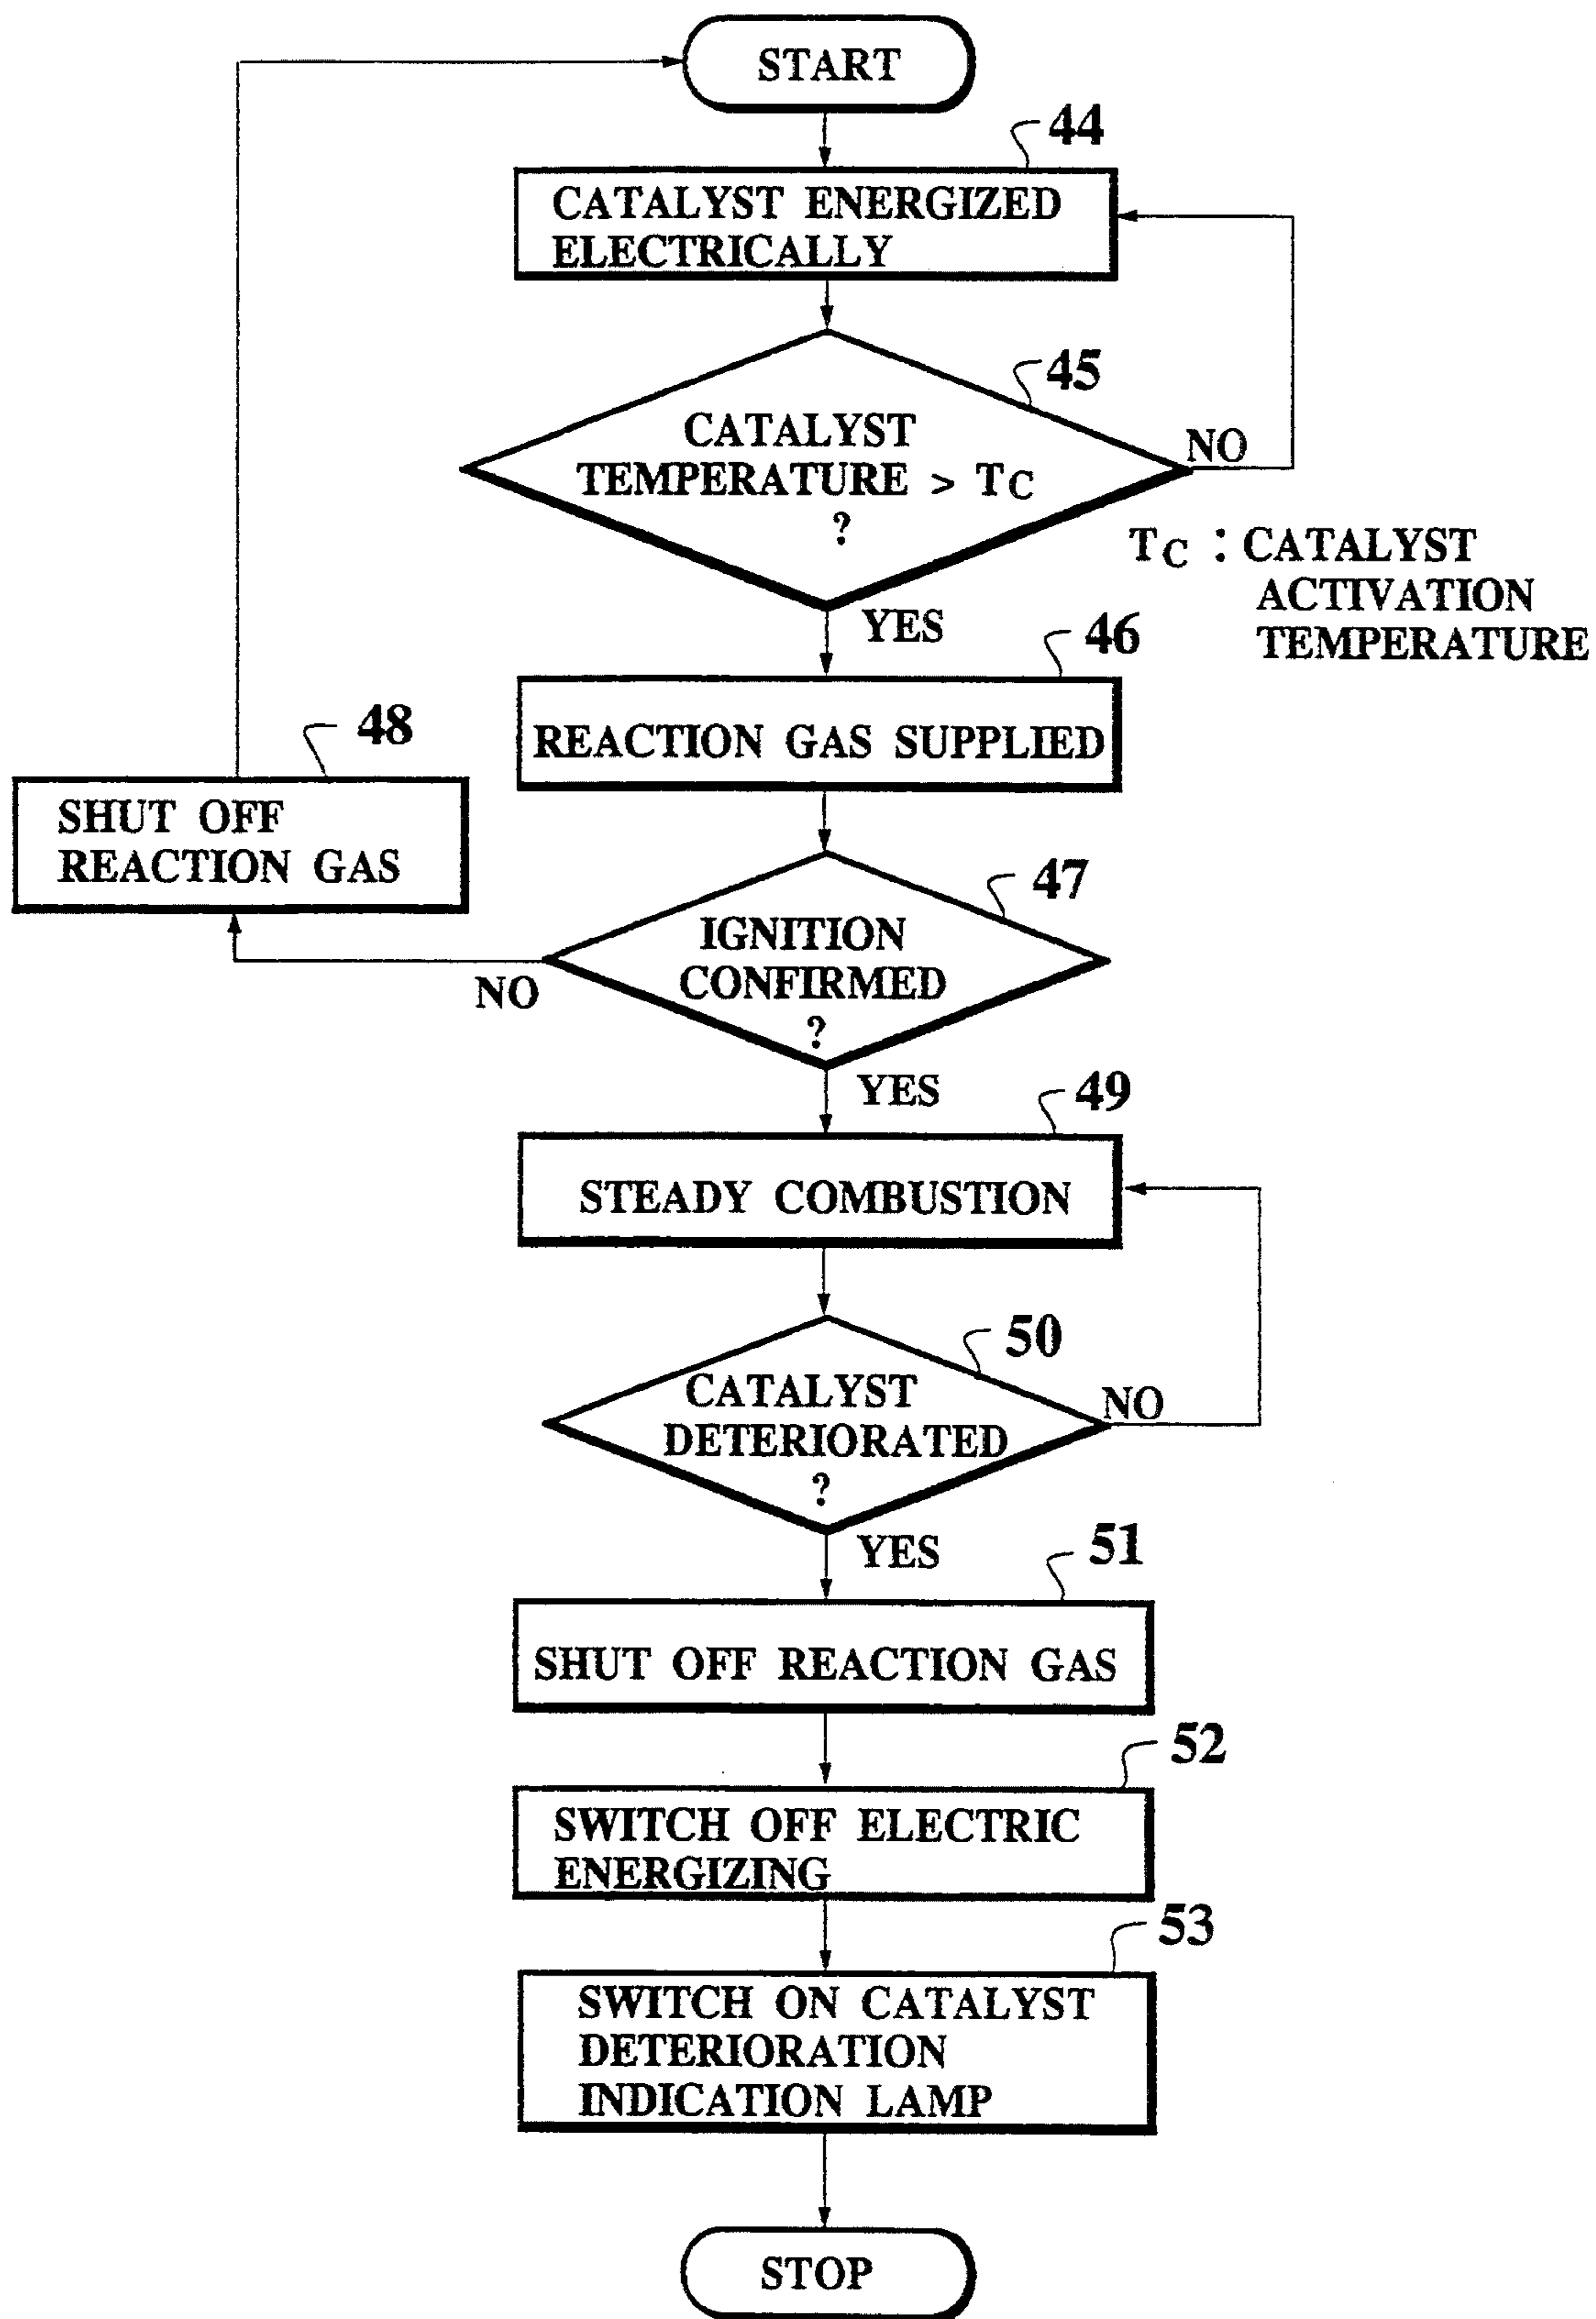 START
44
CATALYST ENERGIZED
ELECTRICALLY
45
CATALYST
TEMPERATURE > TC
?
NO
TC : CATALYST
ACTIVATION
TEMPERATURE
YES
46
REACTION GAS SUPPLIED
48
SHUT OFF
REACTION GAS
47
IGNITION
CONFIRMED
?
NO
YES
49
STEADY COMBUSTION
50
CATALYST
DETERIORATED
?
NO
YES
51
SHUT OFF REACTION GAS
52
SWITCH OFF ELECTRIC
ENERGIZING
53
SWITCH ON CATALYST
DETERIORATION
INDICATION LAMP
STOP